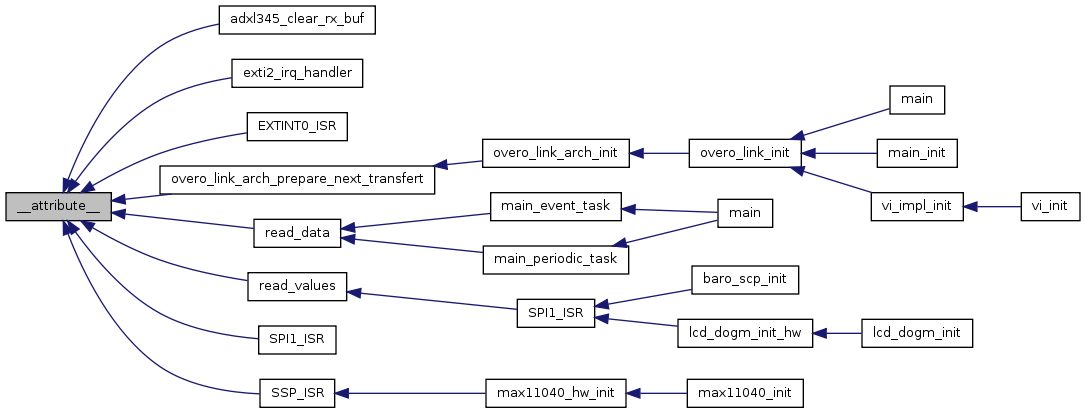 adxl345_clear_rx_buf
exti2_irq_handler
main
EXTINT0_ISR
overo_link_arch_init
overo_link_init
main_init
overo_link_arch_prepare_next_transfert
__attribute__
main_event_task
main
vi_impl_init
vi_init
read_data
main_periodic_task
read_values
baro_scp_init
SPI1_ISR
SPI1_ISR
lcd_dogm_init_hw
lcd_dogm_init
SSP_ISR
max11040_hw_init
max11040_init